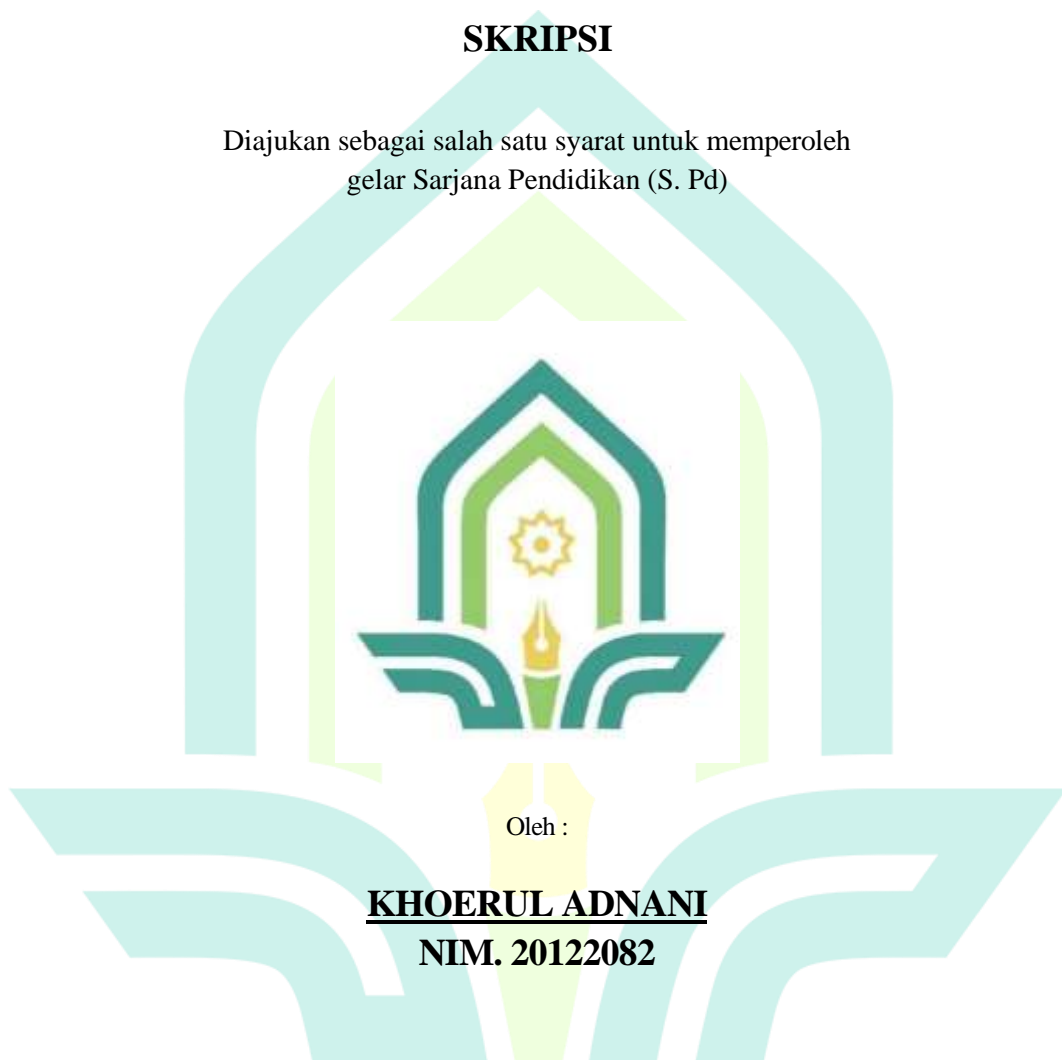 SKRIPSI
Diajukan sebagai salah satu syarat untuk memperoleh
gelar Sarjana Pendidikan (S. Pd)
Oleh :
KHOERUL ADNANI
NIM. 20122082